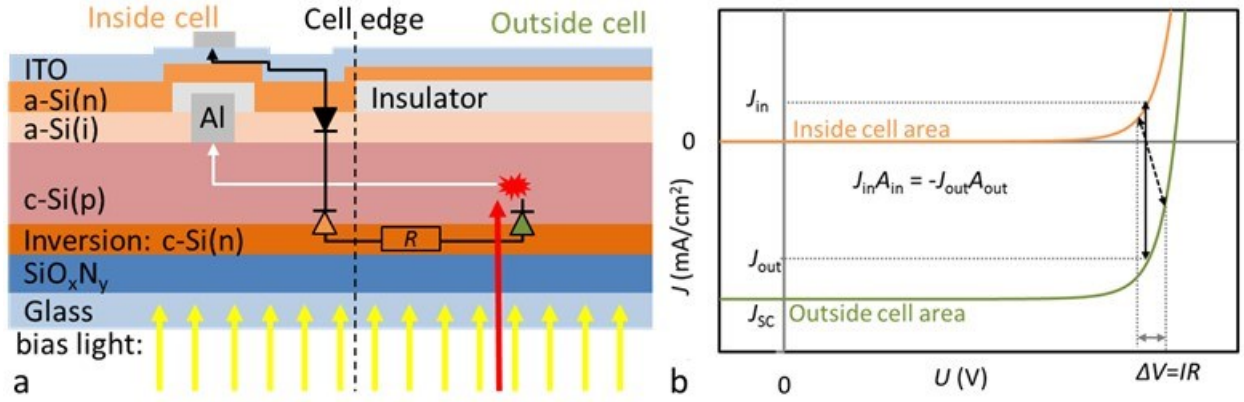 Inside cell
Cell edge
Outside cell
ITO
a-Si(n)
Insulator
a-Si(i)
Al
c-Si(p)
Inversion: c-Si(n)
R
SiOxNy
Glass
bias light:
a
Jin
0
Inside cell area
JinAin = -JoutAout
J (mA/cm²)
Jout
JSC
Outside cell area
b
0
U (V)
ΔV=IR